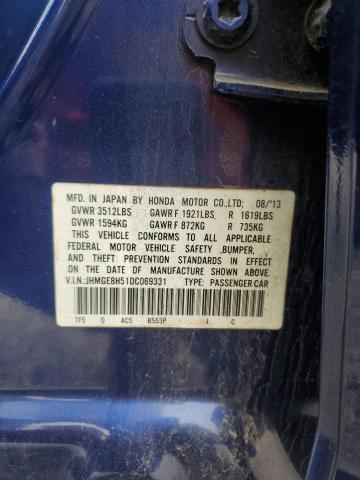 MFD. IN JAPAN BY HONDA MOTOR CO.,LTD; 08/'13
GVWR 3512LBS GAWR F 1921LBS R 1619LBS
GVWR 1594KG GAWR F 872KG R 735KG
THIS VEHICLE CONFORMS TO ALL APPLICABLE
FEDERAL MOTOR VEHICLE SAFETY ,BUMPER,
AND THEFT PREVENTION STANDARDS IN EFFECT
ON THE DATE OF MANUFACTURE SHOWN ABOVE.
V.I.N.:JHMGE8H51DC069331 TYPE: PASSENGER CAR
TF5 D AC5 B553P J C